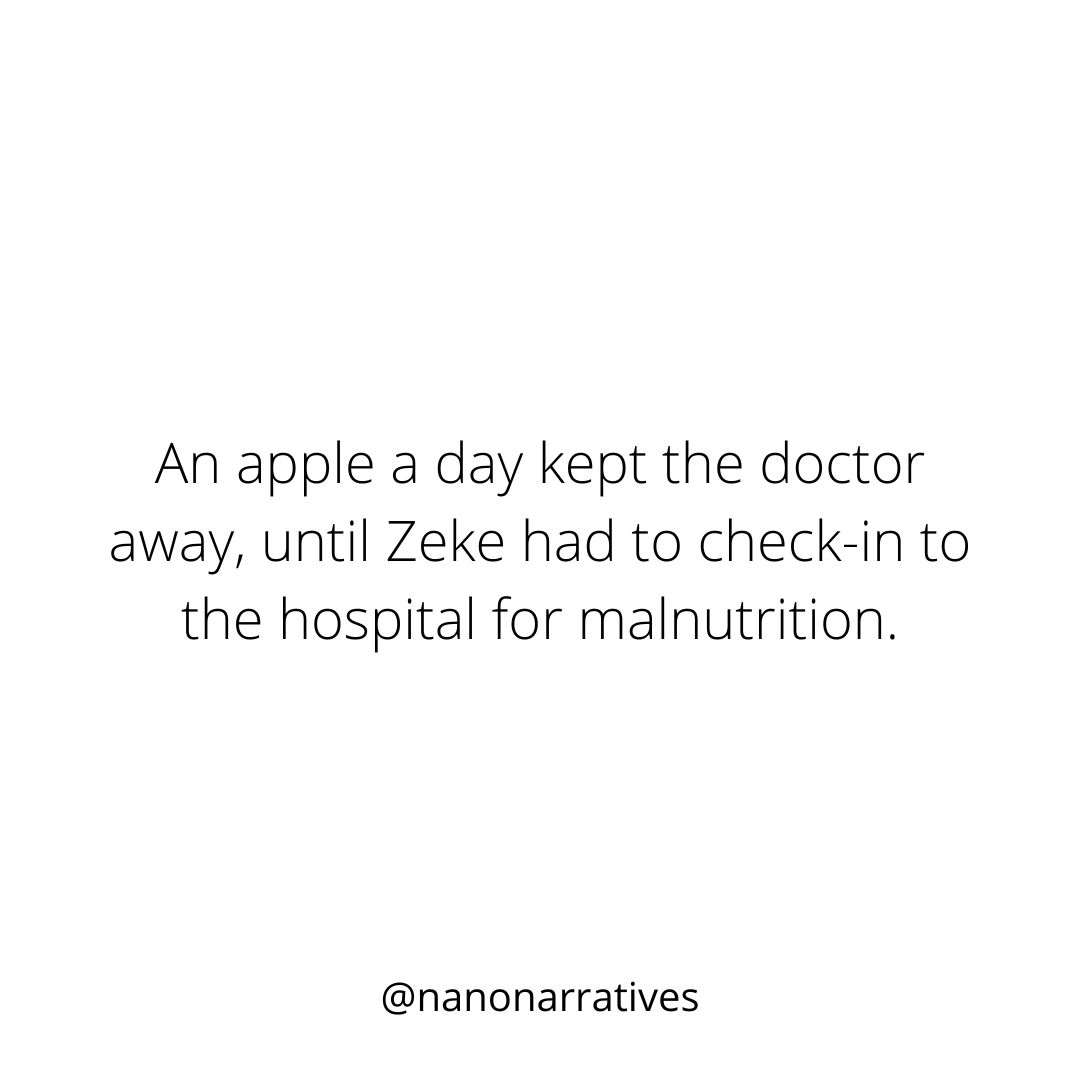 An apple a day kept the doctor
away, until Zeke had to check-in to
the hospital for malnutrition.
@nanonarratives